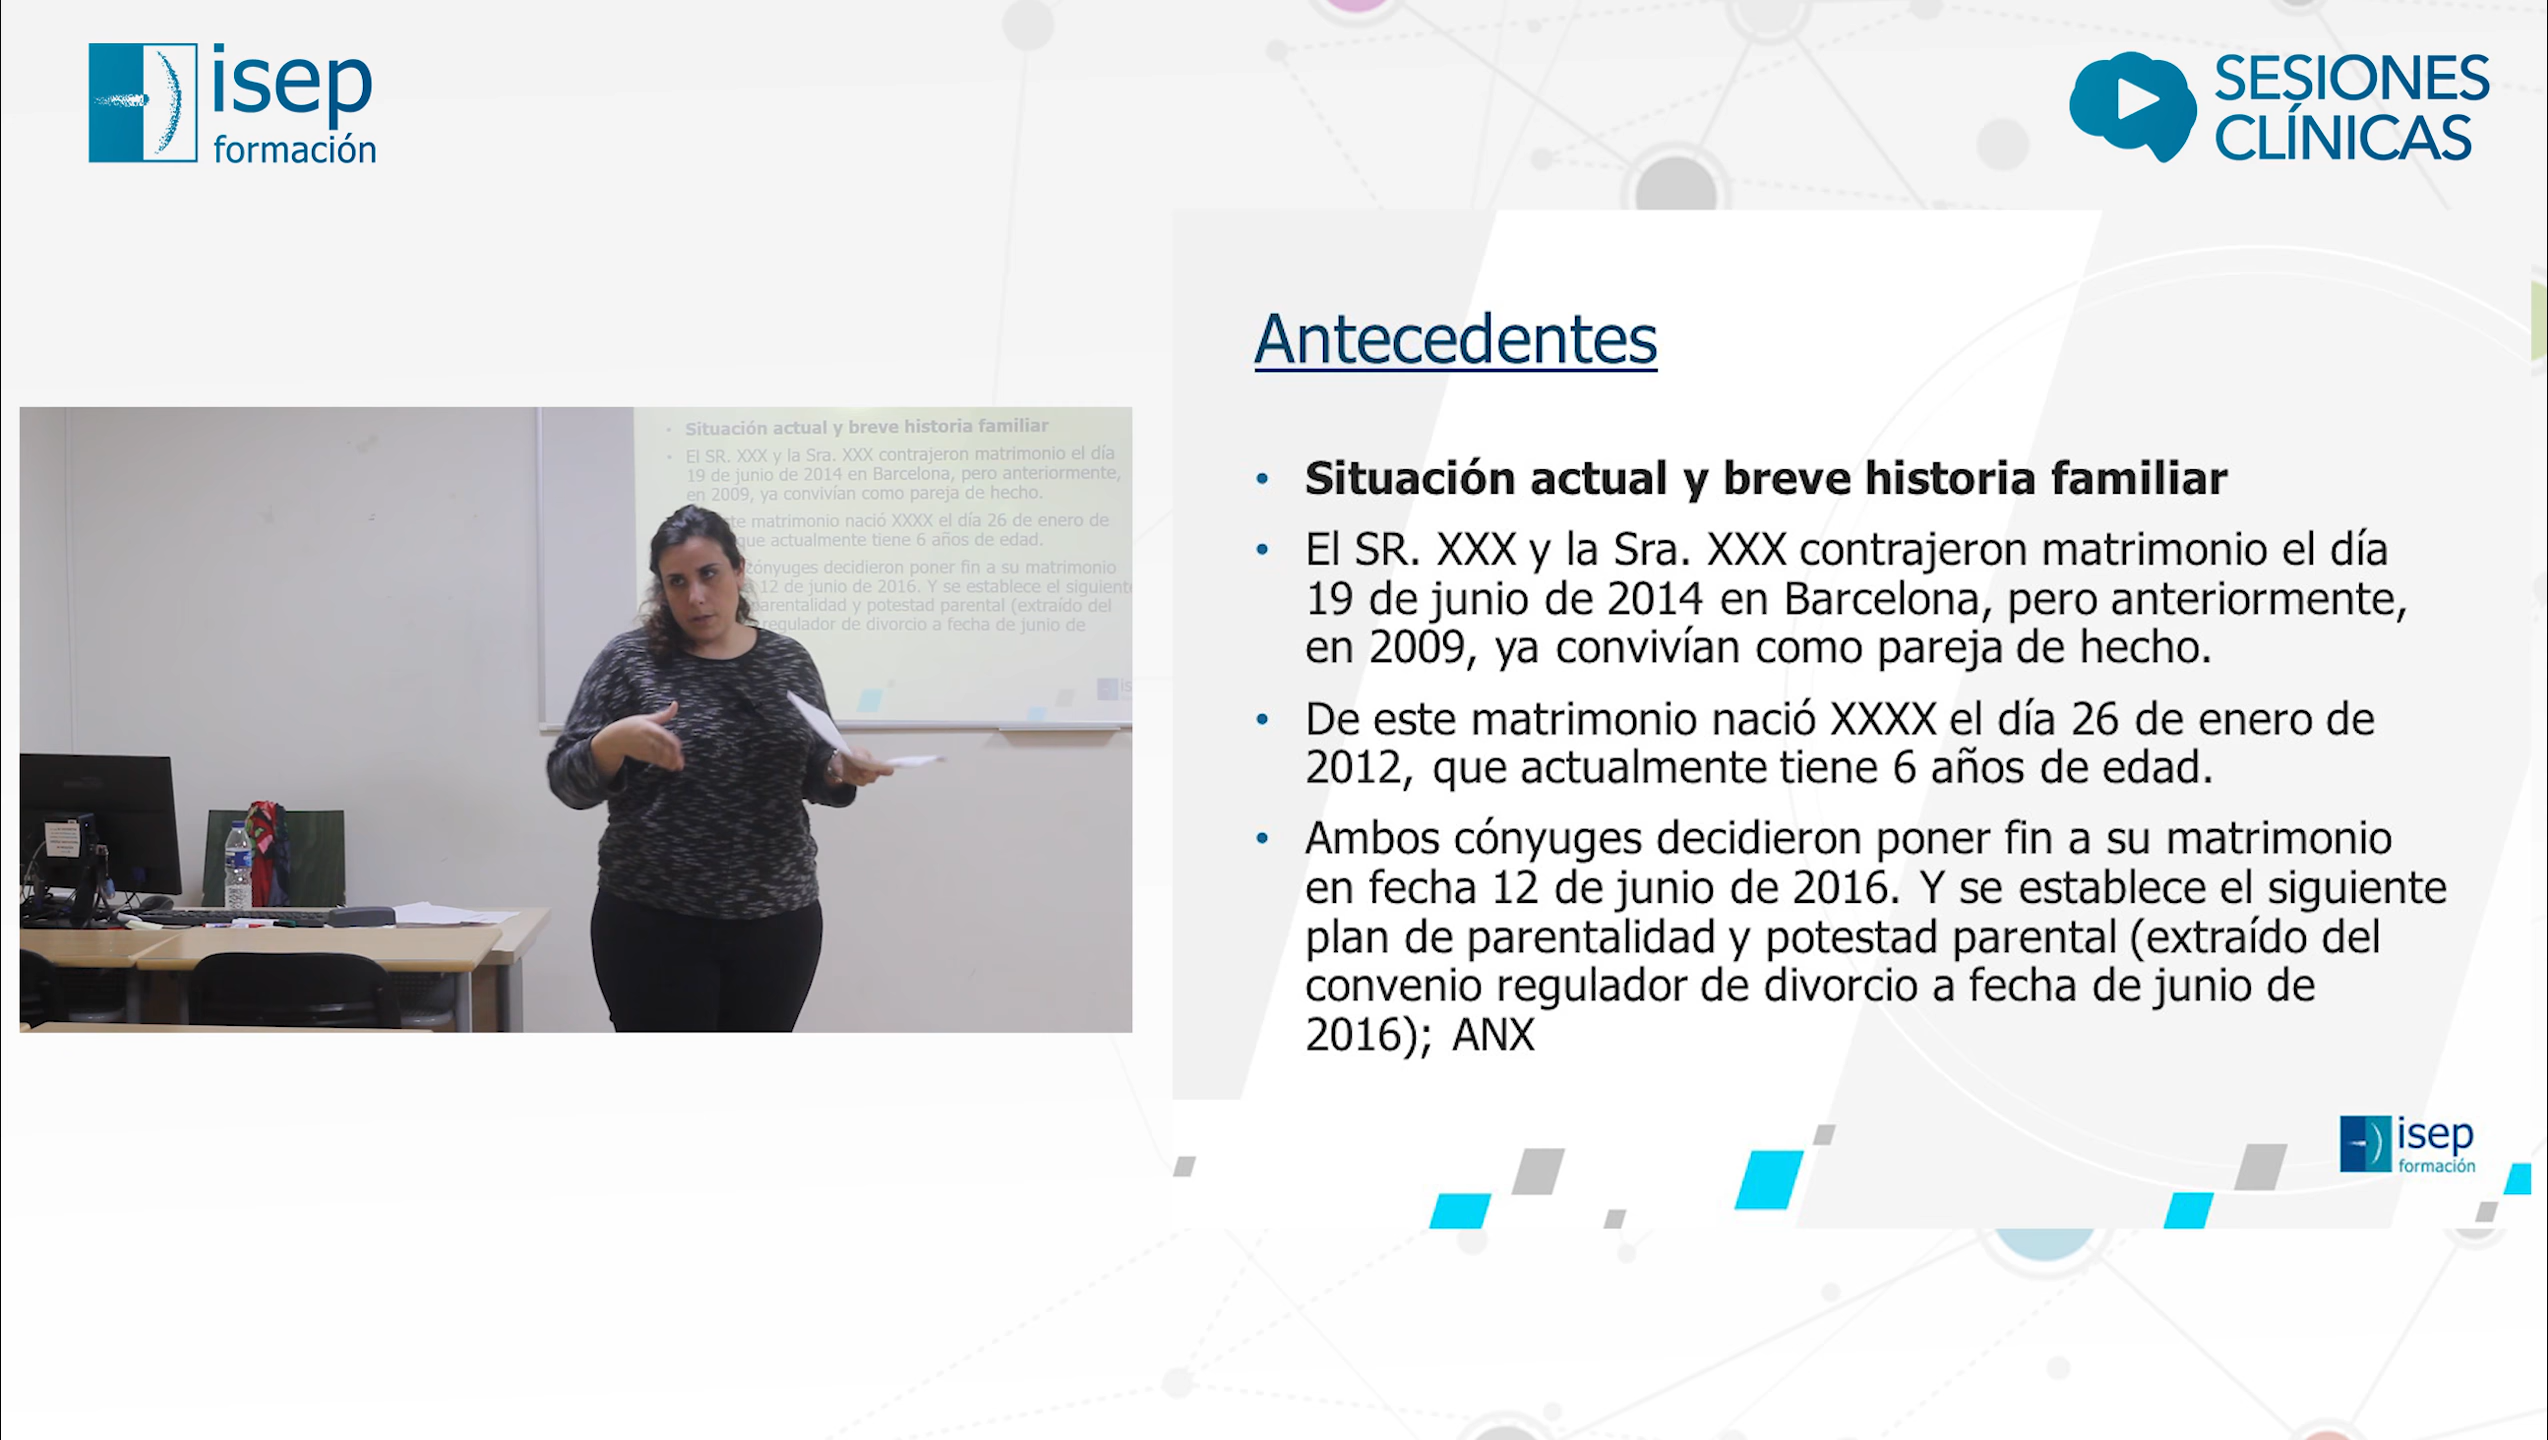 isep
formación
SESIONES
CLÍNICAS
Situación actual y breve historia familiar
El SR. XXX y la Sra. XXX contrajeron matrimonio el día
19 de junio de 2014 en Barcelona, pero anteriormente,
en 2009, ya convivían como pareja de hecho.
te matrimonio nació XXXX el día 26 de enero de
que actualmente tiene 6 años de edad.
cónyuges decidieron poner fin a su matrimonio
12 de junio de 2016. Y se establece el siguiente
parentalidad y potestad parental (extraído del
regulador de divorcio a fecha de junio de
Antecedentes
• Situación actual y breve historia familiar
• El SR. XXX y la Sra. XXX contrajeron matrimonio el día
19 de junio de 2014 en Barcelona, pero anteriormente,
en 2009, ya convivían como pareja de hecho.
• De este matrimonio nació XXXX el día 26 de enero de
2012, que actualmente tiene 6 años de edad.
• Ambos cónyuges decidieron poner fin a su matrimonio
en fecha 12 de junio de 2016. Y se establece el siguiente
plan de parentalidad y potestad parental (extraído del
convenio regulador de divorcio a fecha de junio de
2016); ANX
isep
formación